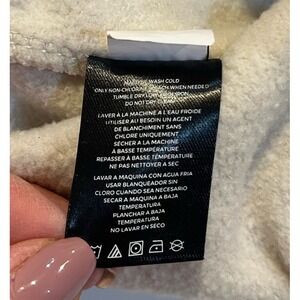 WASH COLD
ONLY NON-CHLORINE BLEACH WHEN NEEDED
TUMBLE DRY LOW IRON
DO NOT DRY CLEAN
LAVER À LA MACHINE À L'EAU FROIDE
UTILISER AU BESOIN UN AGENT
DE BLANCHIMENT SANS
CHLORE UNIQUEMENT
SÉCHER À LA MACHINE
À BASSE TEMPÉRATURE
REPASSER À BASSE TEMPÉRATURE
NE PAS NETTOYER A SEC
LAVAR A MAQUINA CON AGUA FRIA
USAR BLANQUEADOR SIN
CLORO CUANDO SEA NECESARIO
SECAR A MAQUINA A BAJA
TEMPERATURA
PLANCHAR A BAJA
TEMPERATURA
NO LAVAR EN SECO